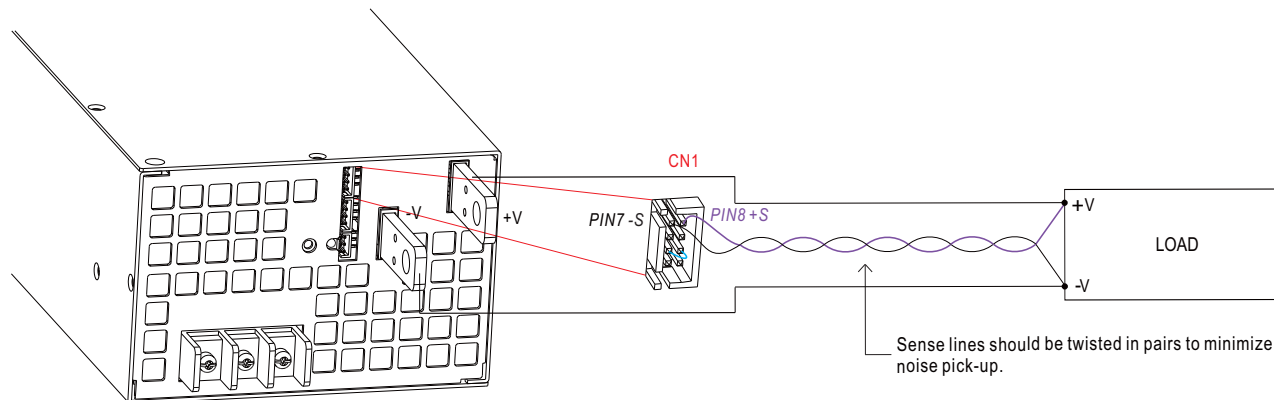 CN1
-V
+V
PIN7 -S
PIN8 +S
+V
LOAD
-V
Sense lines should be twisted in pairs to minimize
noise pick-up.